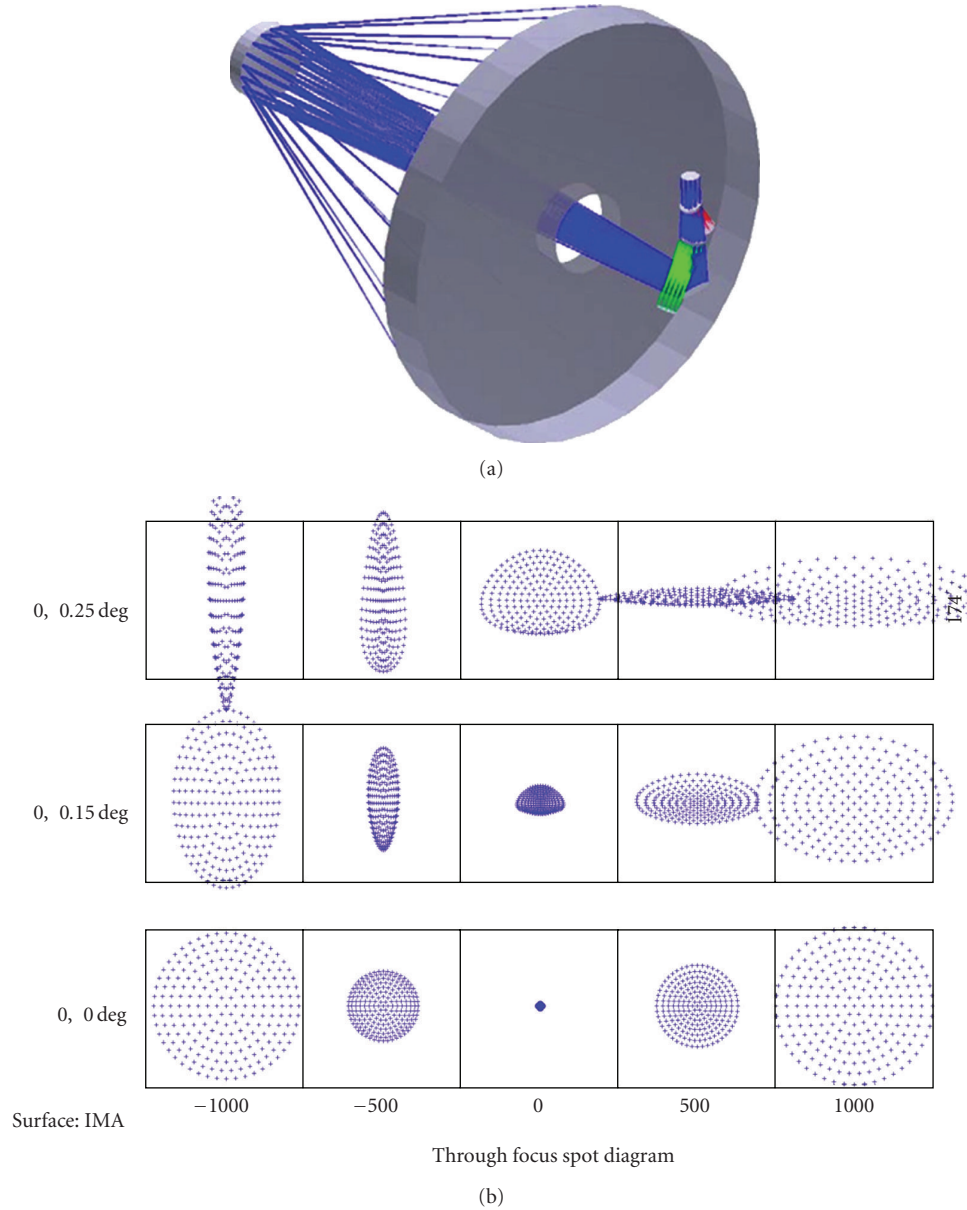 (a)
0, 0.25 deg
174
0, 0.15 deg
0, 0 deg
−1000 −500 0 500 1000
Surface: IMA
Through focus spot diagram
(b)